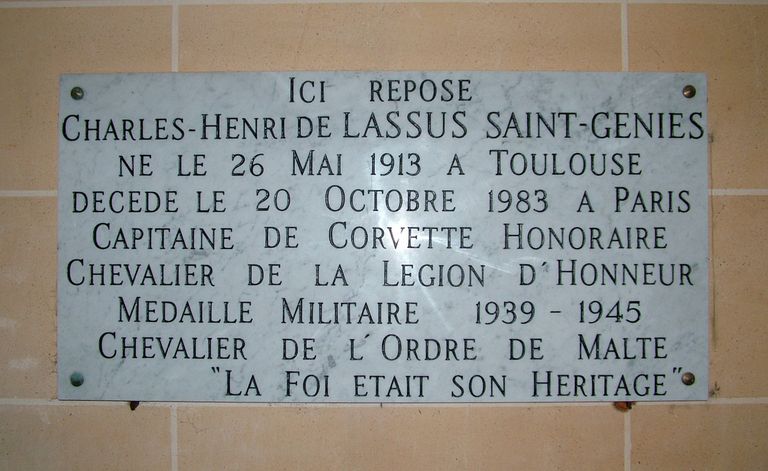 ICI REPOSE
CHARLES-HENRI DE LASSUS SAINT-GENIES
NE LE 26 MAI 1913 A TOULOUSE
DECEDE LE 20 OCTOBRE 1983 A PARIS
CAPITAINE DE CORVETTE HONORAIRE
CHEVALIER DE LA LEGION D'HONNEUR
MEDAILLE MILITAIRE 1939 - 1945
CHEVALIER DE L'ORDRE DE MALTE
"LA FOI ETAIT SON HERITAGE"